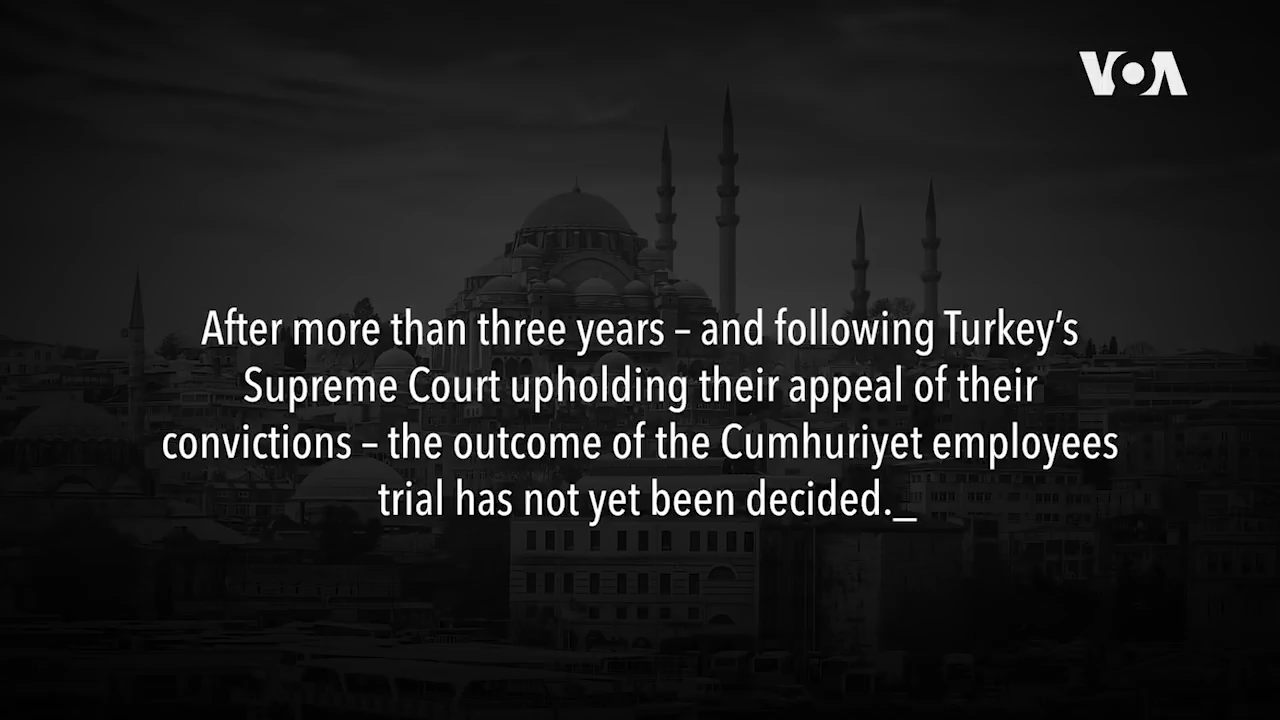 VOA
After more than three years – and following Turkey’s
Supreme Court upholding their appeal of their
convictions – the outcome of the Cumhuriyet employees
trial has not yet been decided._